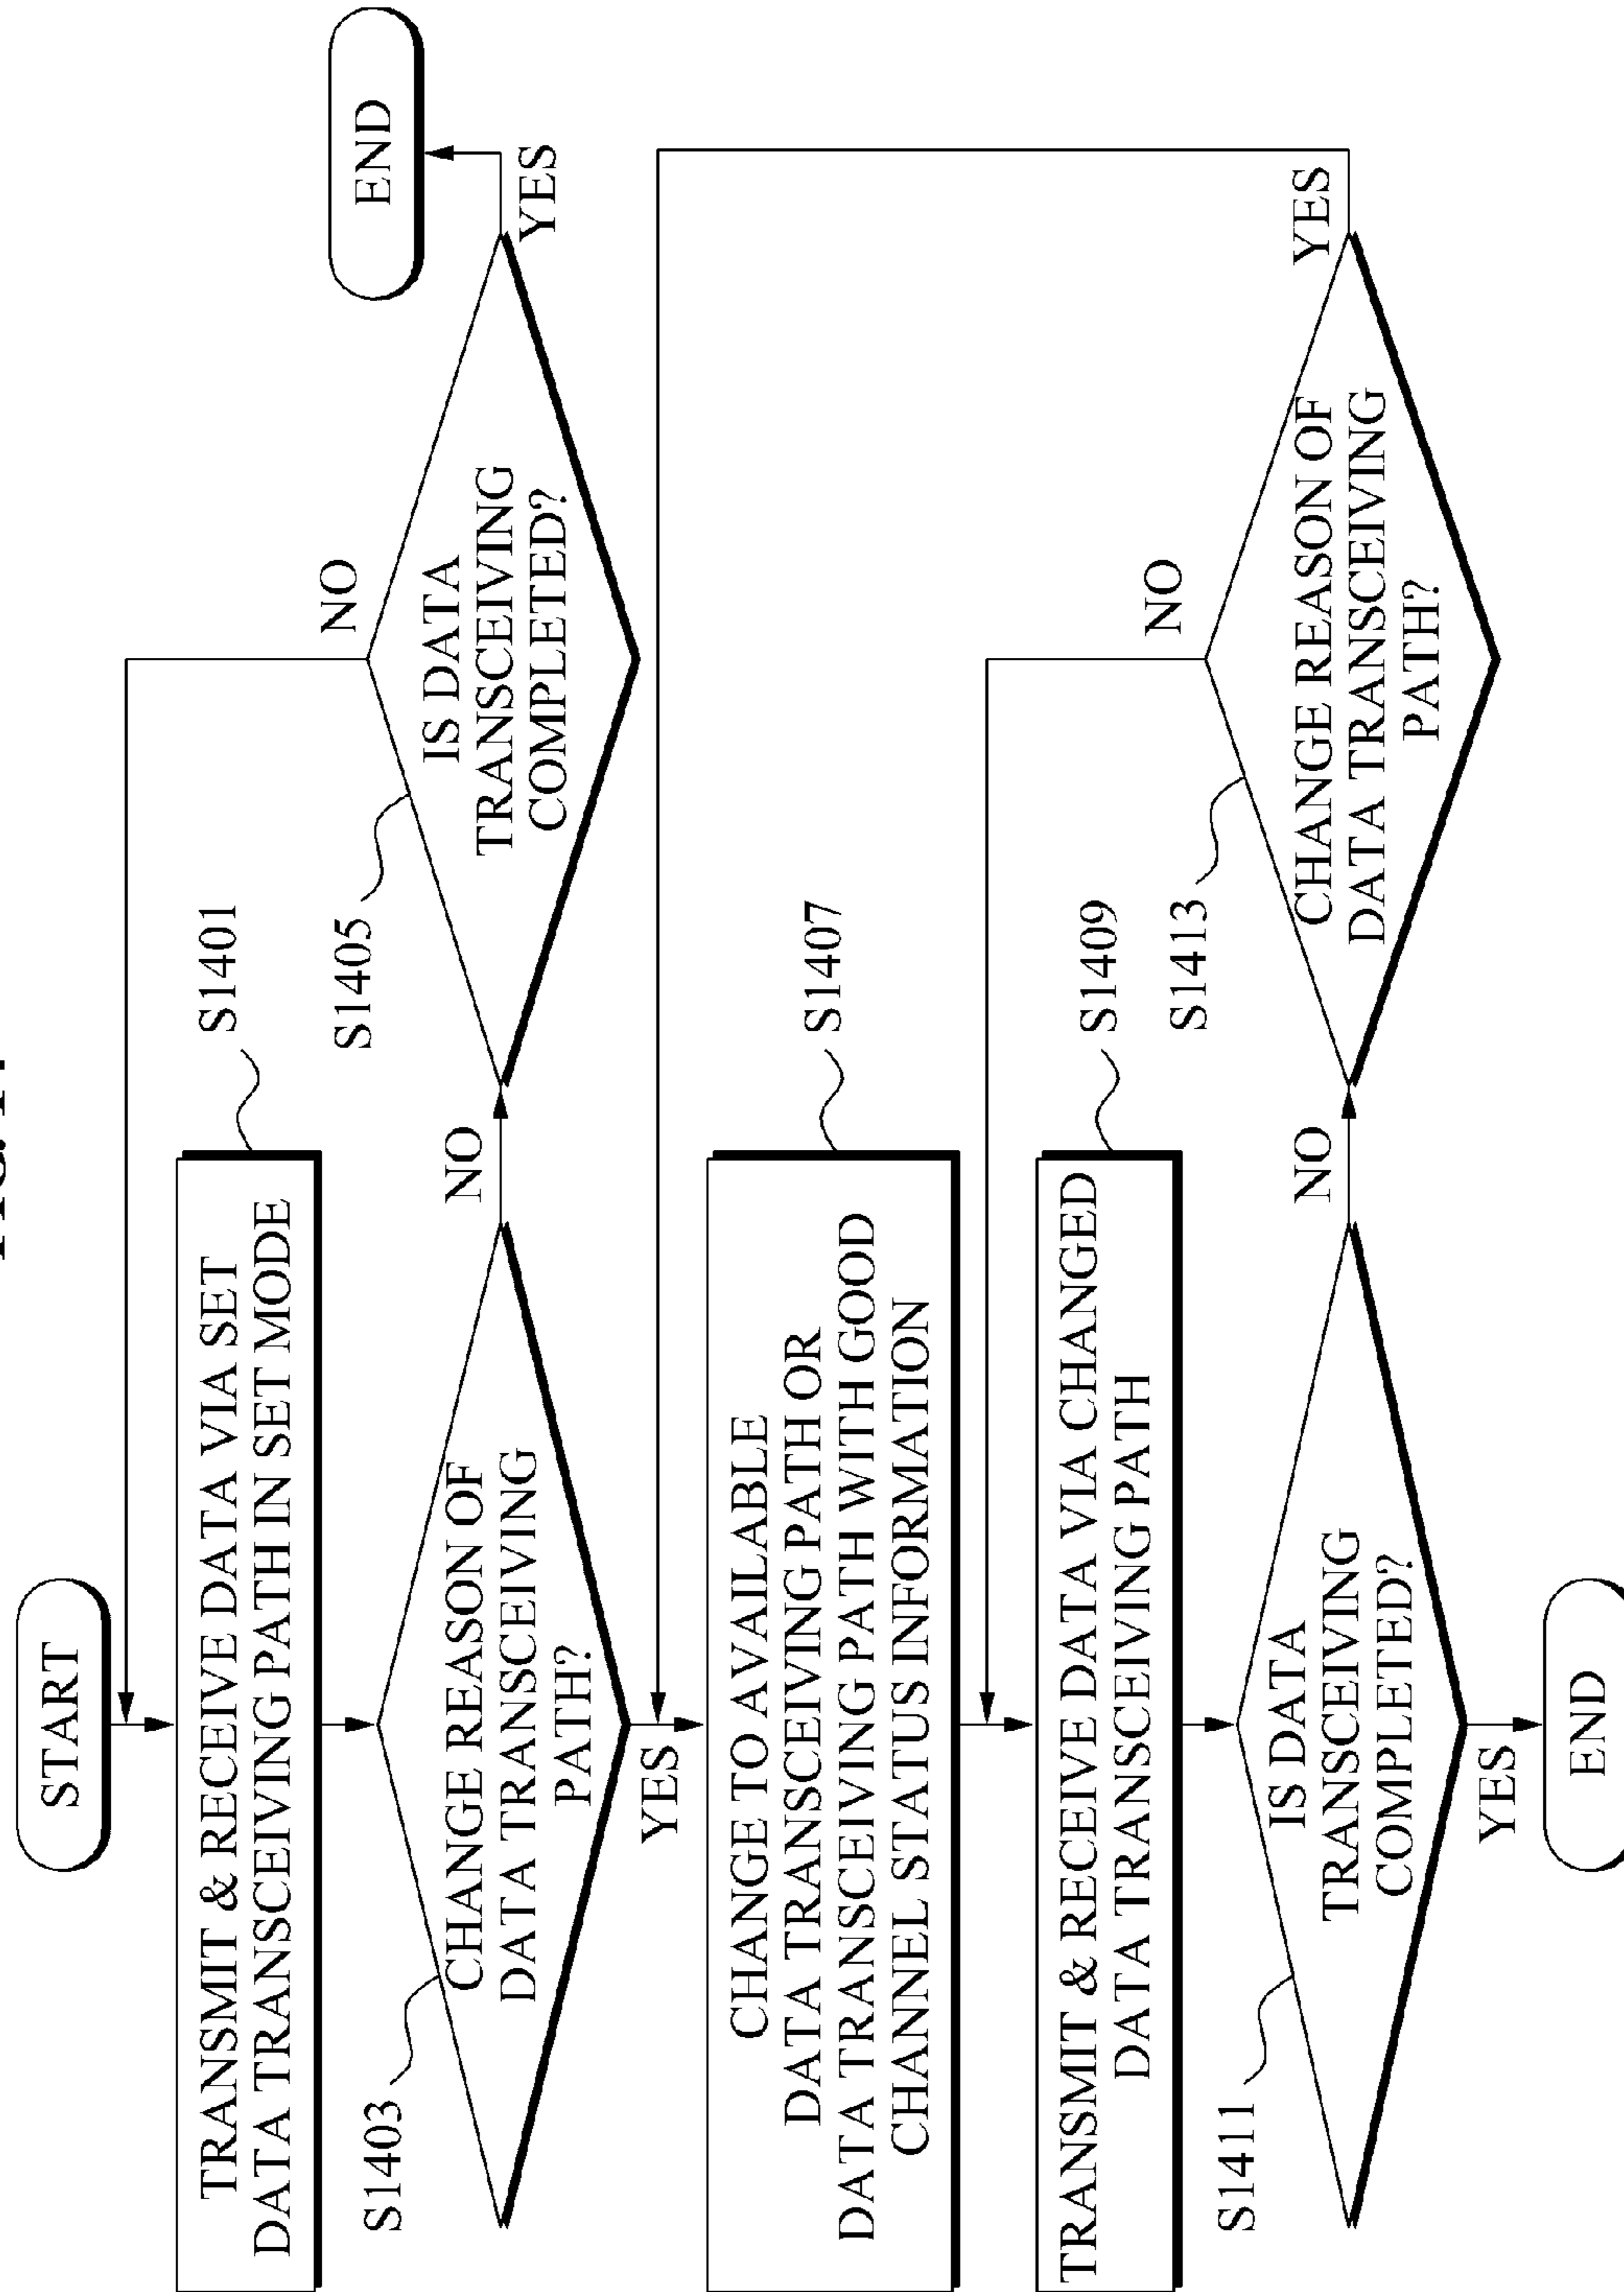 START
TRANSMIT & RECEIVE DATA VIA SET
DATA TRANSCEIVING PATH IN SET MODE
S1401
S1403
CHANGE REASON OF
DATA TRANSCEIVING
PATH?
NO
S1405
IS DATA
TRANSCEIVING
COMPLETED?
NO
YES
END
YES
CHANGE TO AVAILABLE
DATA TRANSCEIVING PATH OR
DATA TRANSCEIVING PATH WITH GOOD
CHANNEL STATUS INFORMATION
S1407
TRANSMIT & RECEIVE DATA VIA CHANGED
DATA TRANSCEIVING PATH
S1409
S1411
IS DATA
TRANSCEIVING
COMPLETED?
NO
S1413
CHANGE REASON OF
DATA TRANSCEIVING
PATH?
NO
YES
YES
END